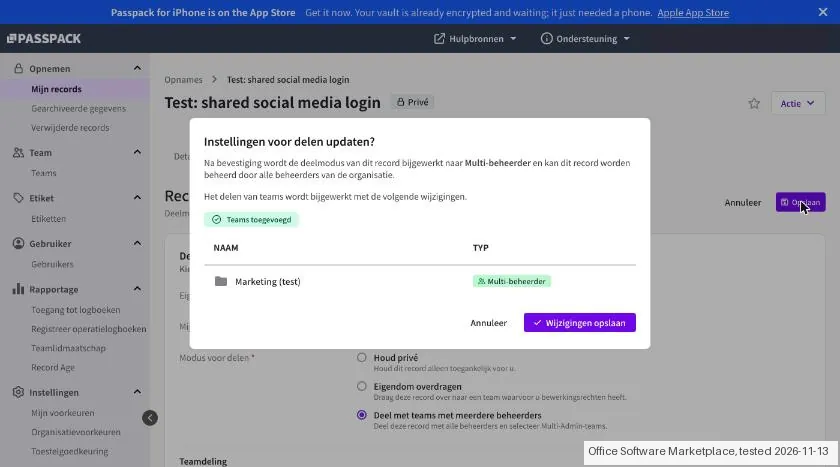 Passpack for iPhone is on the App Store Get it now. Your vault is already encrypted and waiting; it just needed a phone. Apple App Store
PASSPACK
Hulpbronnen
Ondersteuning
Opnemen
Mijn records
Gearchiveerde gegevens
Verwijderde records
Team
Teams
Etiket
Etiketten
Gebruiker
Gebruikers
Rapportage
Toegang tot logboeken
Registreer operatielogboeken
Teamlidmaatschap
Record Age
Instellingen
Mijn voorkeuren
Organisatievoorkeuren
Toestelgoedkeuring
Opnames > Test: shared social media login
Test: shared social media login
Privé
Actie
Annuleer
Instellingen voor delen updaten?
Na bevestiging wordt de deelmodus van dit record bijgewerkt naar Multi-beheerder en kan dit record worden
beheerd door alle beheerders van de organisatie.
Het delen van teams wordt bijgewerkt met de volgende wijzigingen.
Teams toegevoegd
NAAM TYP
Marketing (test) Multi-beheerder
Annuleer Wijzigingen opslaan
Modus voor delen *
Houd privé
Houd dit record alleen toegankelijk voor u.
Eigendom overdragen
Draag deze record over naar een team waarvoor u bewerkingsrechten heeft.
Deel met teams met meerdere beheerders
Deel deze record met alle beheerders en selecteer Multi-Admin-teams.
Teamdeling
Office Software Marketplace, tested 2026-11-13